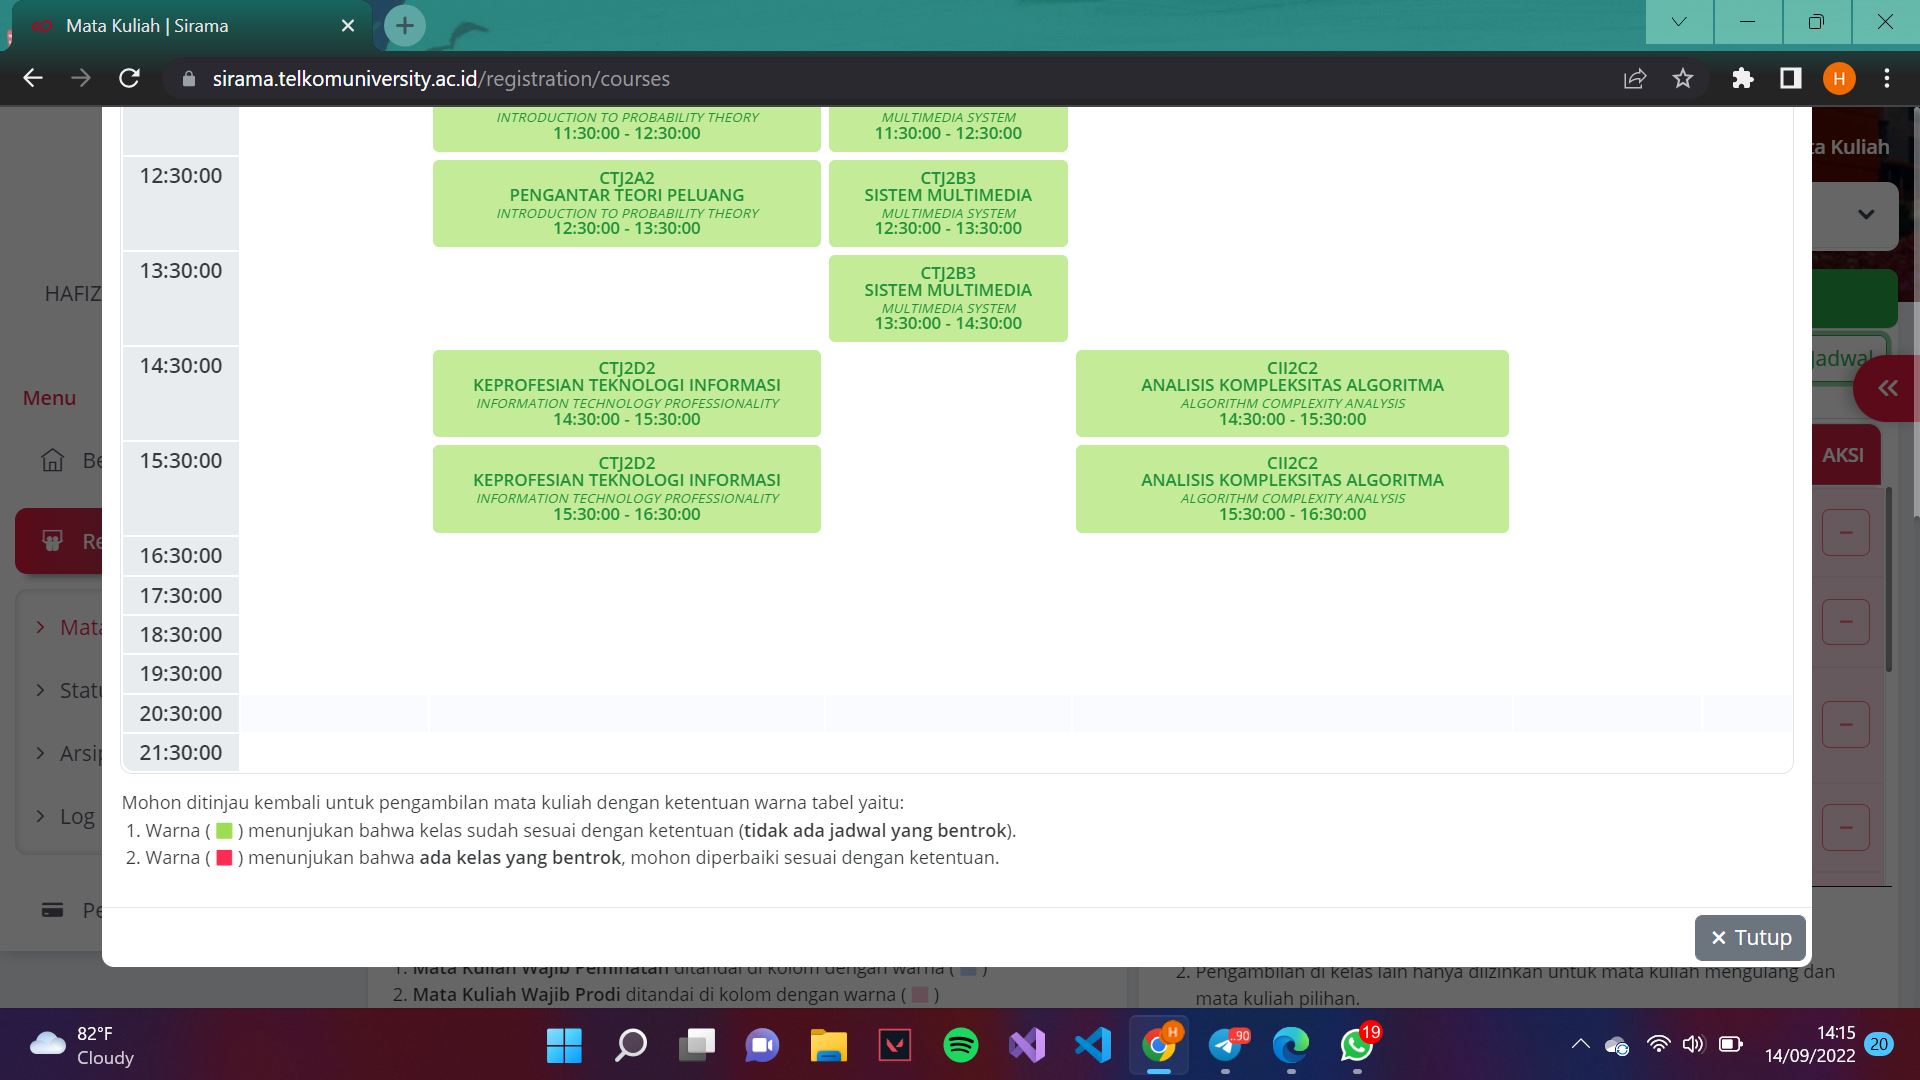 Mata Kuliah | Sirama
sirama.telkomuniversity.ac.id/registration/courses
H
INTRODUCTION TO PROBABILITY THEORY
11:30:00 - 12:30:00
MULTIMEDIA SYSTEM
11:30:00 - 12:30:00
Kuliah
12:30:00
CTJ2A2
PENGANTAR TEORI PELUANG
INTRODUCTION TO PROBABILITY THEORY
12:30:00 - 13:30:00
CTJ2B3
SISTEM MULTIMEDIA
MULTIMEDIA SYSTEM
12:30:00 - 13:30:00
13:30:00
CTJ2B3
SISTEM MULTIMEDIA
MULTIMEDIA SYSTEM
13:30:00 - 14:30:00
HAFIZ
14:30:00
CTJ2D2
KEPROFESIAN TEKNOLOGI INFORMASI
INFORMATION TECHNOLOGY PROFESSIONALITY
14:30:00 - 15:30:00
CII2C2
ANALISIS KOMPLEKSITAS ALGORITMA
ALGORITHM COMPLEXITY ANALYSIS
14:30:00 - 15:30:00
Jadwal
Menu
AKSI
15:30:00
CTJ2D2
KEPROFESIAN TEKNOLOGI INFORMASI
INFORMATION TECHNOLOGY PROFESSIONALITY
15:30:00 - 16:30:00
CII2C2
ANALISIS KOMPLEKSITAS ALGORITMA
ALGORITHM COMPLEXITY ANALYSIS
15:30:00 - 16:30:00
Be
Re
16:30:00
17:30:00
18:30:00
19:30:00
20:30:00
21:30:00
Mata
Statu
Arsip
Log
Pe
Mohon ditinjau kembali untuk pengambilan mata kuliah dengan ketentuan warna tabel yaitu:
1. Warna ( ) menunjukan bahwa kelas sudah sesuai dengan ketentuan (tidak ada jadwal yang bentrok).
2. Warna ( ) menunjukan bahwa ada kelas yang bentrok, mohon diperbaiki sesuai dengan ketentuan.
× Tutup
1. Mata Kuliah Wajib Peminatan ditandai di kolom dengan warna ( )
2. Mata Kuliah Wajib Prodi ditandai di kolom dengan warna ( )
2. Pengambilan di kelas lain hanya diizinkan untuk mata kuliah mengulang dan
mata kuliah pilihan.
82°F
Cloudy
H
..90
19
14:15
14/09/2022
20